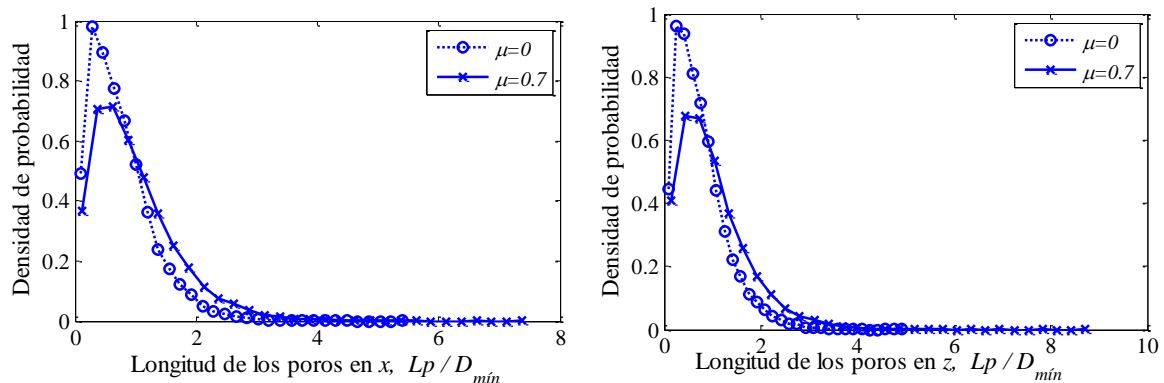 1
0.8
0.6
0.4
0.2
0
0
2
4
6
8
Densidad de probabilidad
Longitud de los poros en x, Lp / Dmín
μ=0
μ=0.7
1
0.8
0.6
0.4
0.2
0
0
2
4
6
8
10
Densidad de probabilidad
Longitud de los poros en z, Lp / Dmín
μ=0
μ=0.7